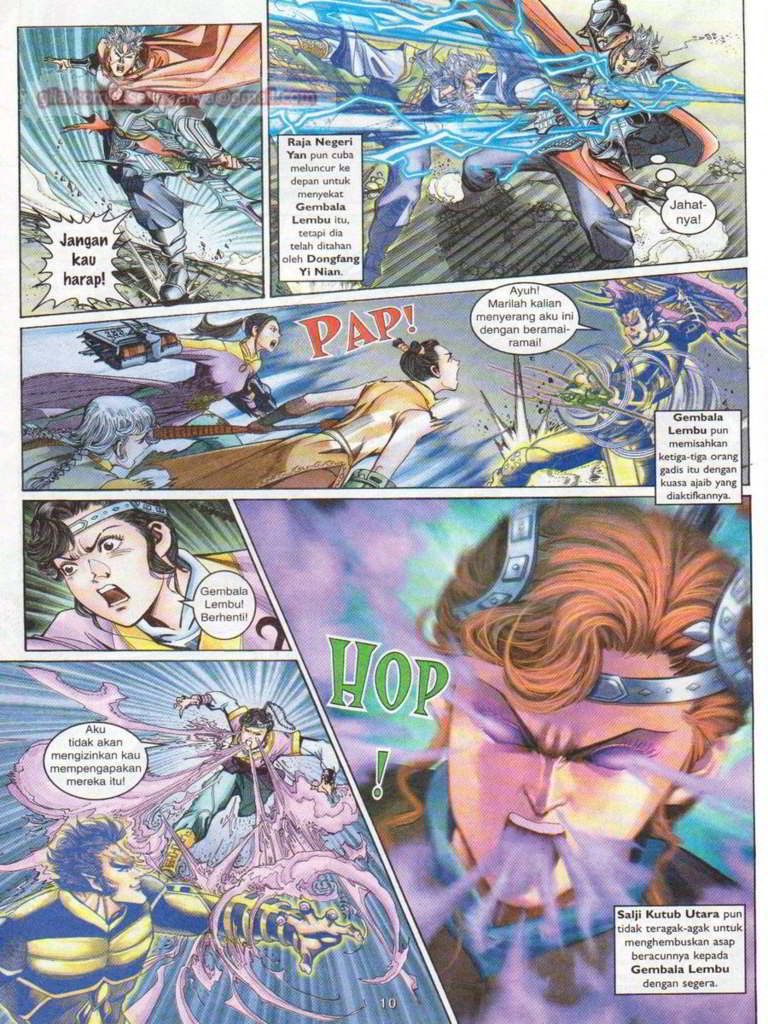 Jangan
kau
harap!
Raja Negeri
Yan pun cuba
meluncur ke
depan untuk
menyekat
Gembala
Lembu itu,
tetapi dia
telah ditahan
oleh Dongfang
Yi Nian.
Jahat-
nya!
PAP!
Ayuh!
Marilah kalian
menyerang aku ini
dengan beramai-
ramai!
Gembala
Lembu pun
memisahkan
ketiga-tiga orang
gadis itu dengan
kuasa ajaib yang
diaktifkannya.
Gembala
Lembu!
Berhenti!
HOP
!
Aku
tidak akan
mengizinkan kau
mempengapakan
mereka itu!
Salji Kutub Utara pun
tidak teragak-agak untuk
menghembuskan asap
beracunnya kepada
Gembala Lembu
dengan segera.
10